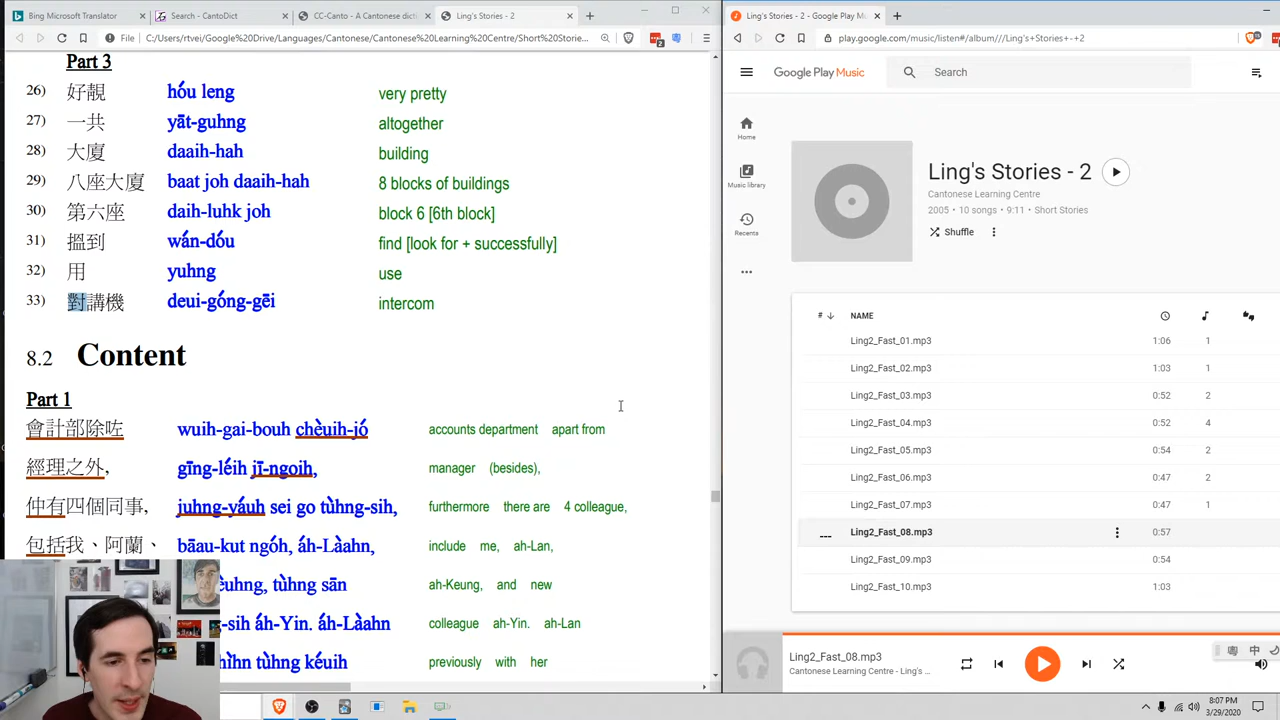 Bing Microsoft Translator
Search - CantoDict
CC-Canto - A Cantonese dicti
Ling's Stories - 2
Ling's Stories - 2 - Google Play Mus
File
C:/Users/rtvei/Google%20Drive/Languages/Cantonese/Cantonese%20Learning%20Centre/Short%20Storie...
play.google.com/music/listen#/album///Ling's+Stories+-+2
Part 3
26) 好靚 hóu leng very pretty
27) 一共 yāt-guhng altogether
28) 大廈 daaih-hah building
29) 八座大廈 baat joh daaih-hah 8 blocks of buildings
30) 第六座 daih-luhk joh block 6 [6th block]
31) 搵到 wán-dóu find [look for + successfully]
32) 用 yuhng use
33) 對講機 deui-góng-gēi intercom
8.2 Content
Part 1
會計部除咗 wuih-gai-bouh chèuih-jó accounts department apart from
經理之外, gīng-léih jī-ngoih, manager (besides),
仲有四個同事, juhng-yáuh sei go tùhng-sih, furthermore there are 4 colleague,
包括我、阿蘭、 bāau-kut ngóh, áh-Làahn, include me, ah-Lan,
èuhng, tùhng sān ah-Keung, and new
-sih áh-Yin. áh-Làahn colleague ah-Yin. ah-Lan
hìhn tùhng kéuih previously with her
Google Play Music
Search
Home
Music library
Recents
Ling's Stories - 2
Cantonese Learning Centre
2005 • 10 songs • 9:11 • Short Stories
Shuffle
# NAME
Ling2_Fast_01.mp3 1:06 1
Ling2_Fast_02.mp3 1:03 1
Ling2_Fast_03.mp3 0:52 2
Ling2_Fast_04.mp3 0:52 4
Ling2_Fast_05.mp3 0:54 2
Ling2_Fast_06.mp3 0:47 2
Ling2_Fast_07.mp3 0:47 1
Ling2_Fast_08.mp3 0:57
Ling2_Fast_09.mp3 0:54
Ling2_Fast_10.mp3 1:03
Ling2_Fast_08.mp3
Cantonese Learning Centre - Ling's ...
中
8:07 PM
3/29/2020